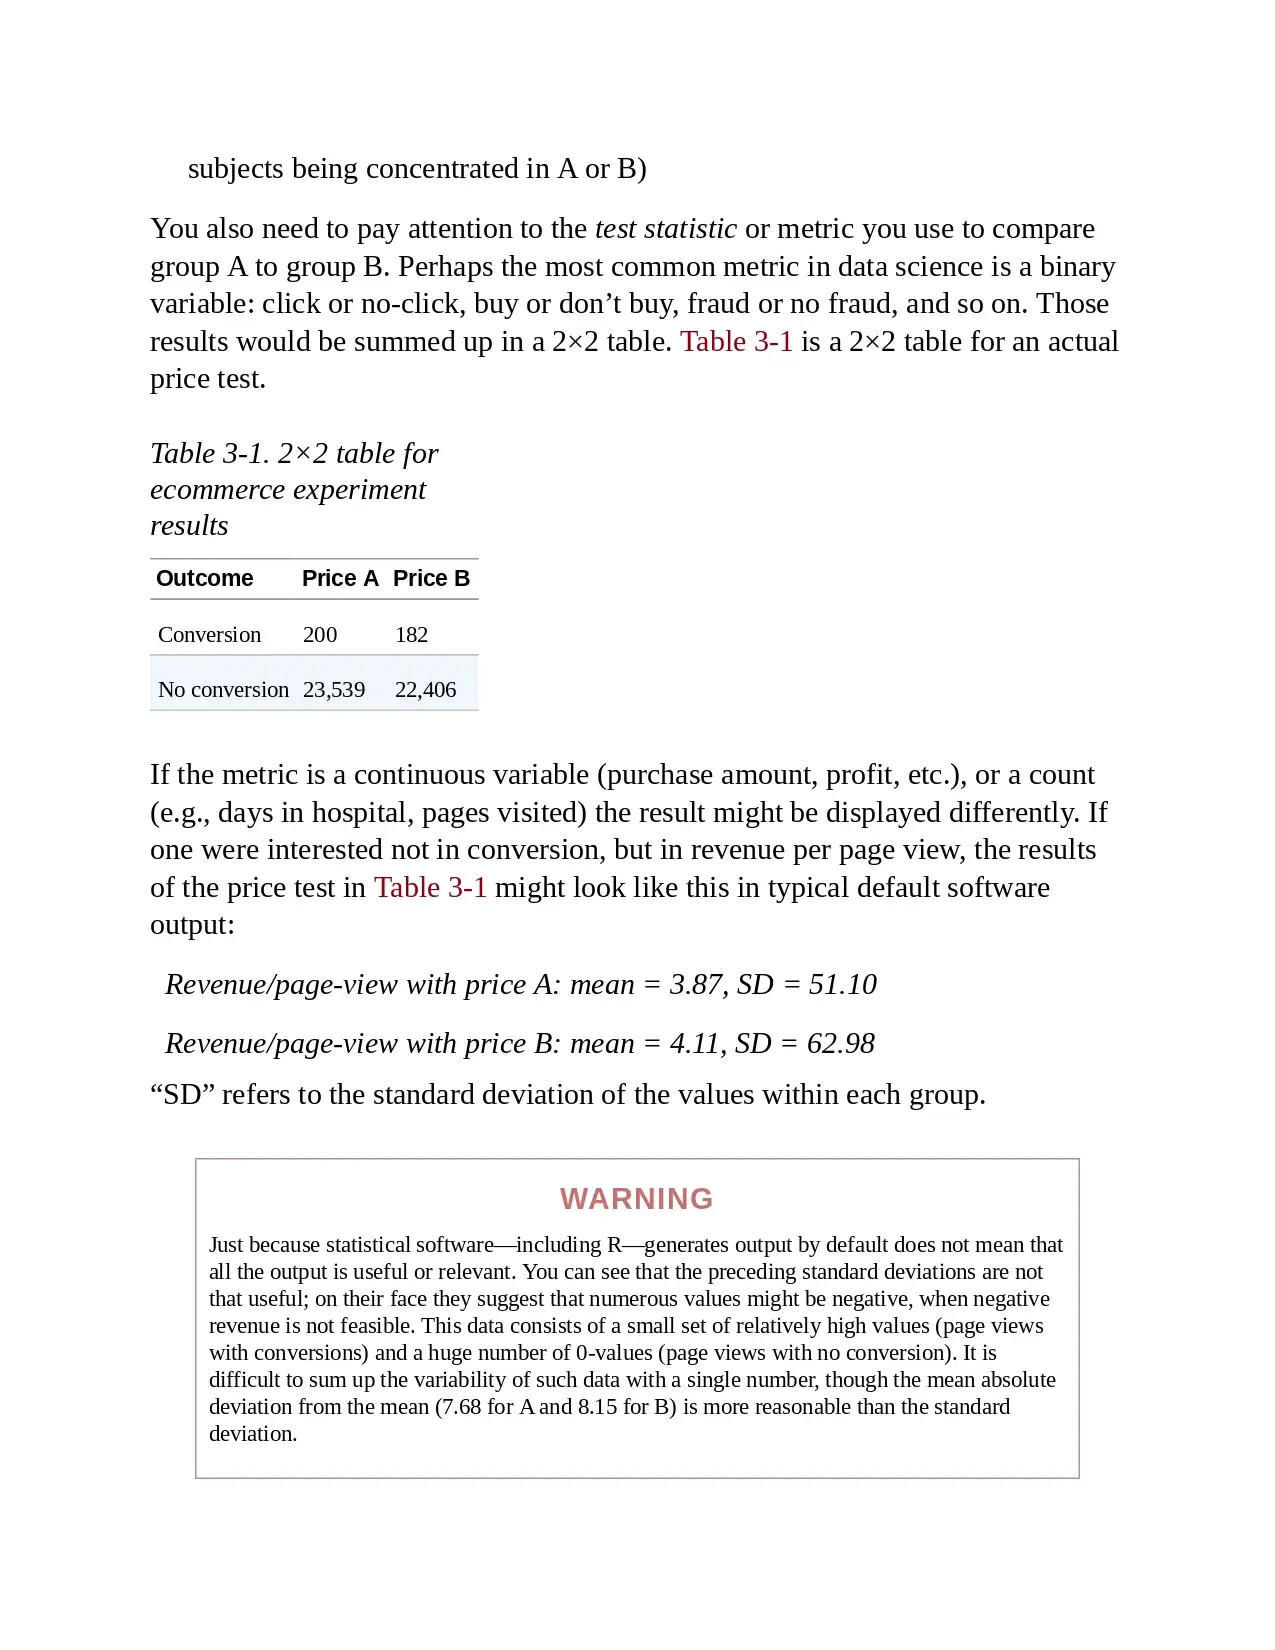 subjects being concentrated in A or B)
You also need to pay attention to the test statistic or metric you use to compare
group A to group B. Perhaps the most common metric in data science is a binary
variable: click or no-click, buy or don’t buy, fraud or no fraud, and so on. Those
results would be summed up in a 2×2 table. Table 3-1 is a 2×2 table for an actual
price test.
Table 3-1. 2×2 table for
ecommerce experiment
results
Outcome Price A Price B
Conversion 200 182
No conversion 23,539 22,406
If the metric is a continuous variable (purchase amount, profit, etc.), or a count
(e.g., days in hospital, pages visited) the result might be displayed differently. If
one were interested not in conversion, but in revenue per page view, the results
of the price test in Table 3-1 might look like this in typical default software
output:
Revenue/page-view with price A: mean = 3.87, SD = 51.10
Revenue/page-view with price B: mean = 4.11, SD = 62.98
“SD” refers to the standard deviation of the values within each group.
WARNING
Just because statistical software—including R—generates output by default does not mean that
all the output is useful or relevant. You can see that the preceding standard deviations are not
that useful; on their face they suggest that numerous values might be negative, when negative
revenue is not feasible. This data consists of a small set of relatively high values (page views
with conversions) and a huge number of 0-values (page views with no conversion). It is
difficult to sum up the variability of such data with a single number, though the mean absolute
deviation from the mean (7.68 for A and 8.15 for B) is more reasonable than the standard
deviation.